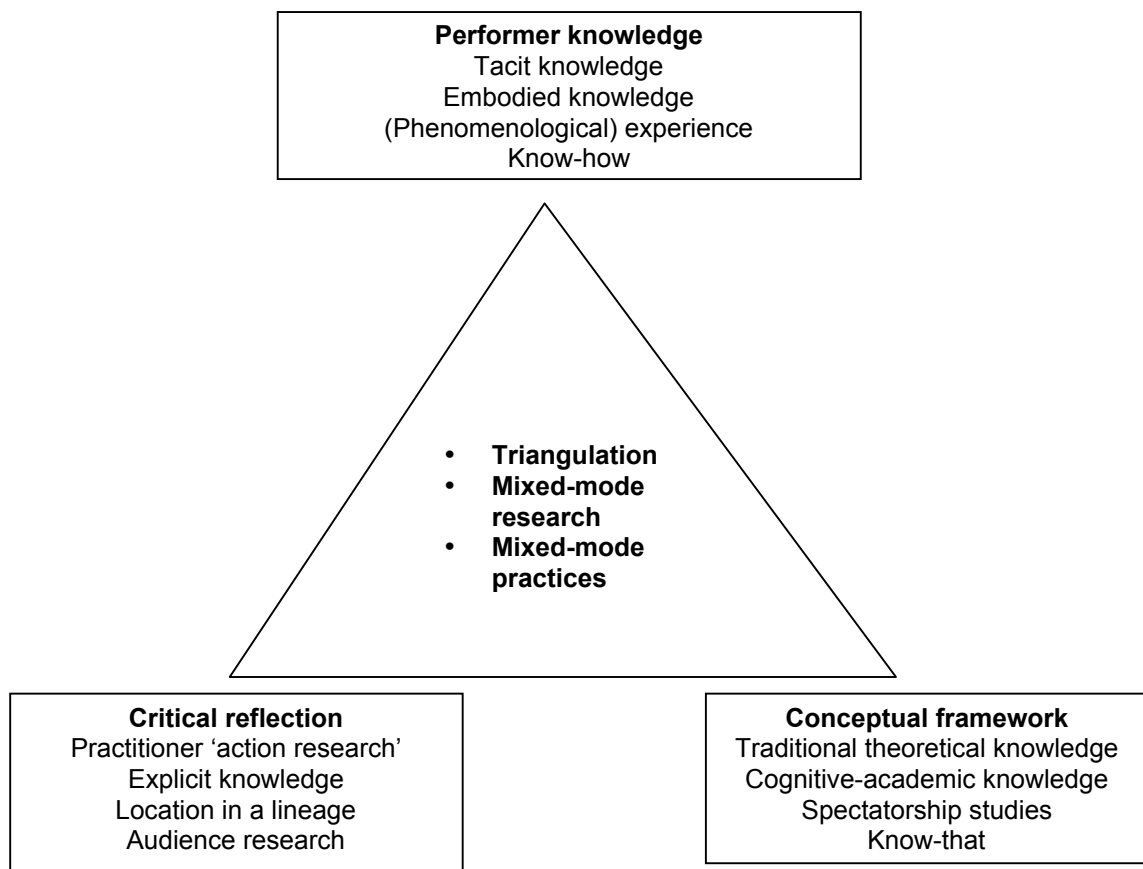 Performer knowledge
Tacit knowledge
Embodied knowledge
(Phenomenological) experience
Know-how
• Triangulation
• Mixed-mode
research
• Mixed-mode
practices
Critical reflection
Practitioner ‘action research’
Explicit knowledge
Location in a lineage
Audience research
Conceptual framework
Traditional theoretical knowledge
Cognitive-academic knowledge
Spectatorship studies
Know-that